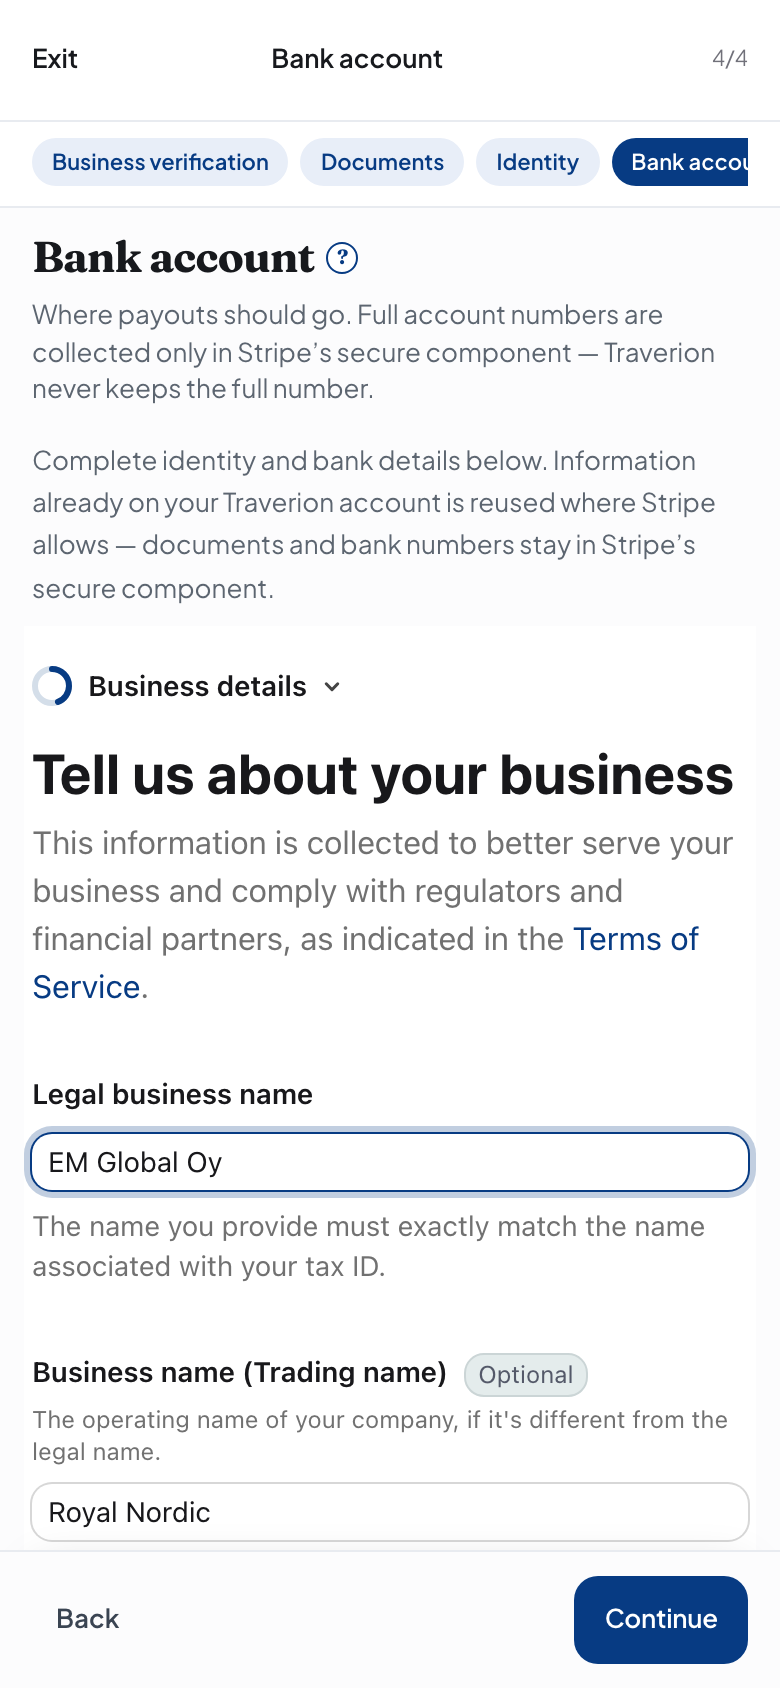 Exit
Bank account
4/4
Business verification
Documents
Identity
Bank accou
Bank account ?
Where payouts should go. Full account numbers are
collected only in Stripe’s secure component — Traverion
never keeps the full number.
Complete identity and bank details below. Information
already on your Traverion account is reused where Stripe
allows — documents and bank numbers stay in Stripe’s
secure component.
Business details
Tell us about your business
This information is collected to better serve your
business and comply with regulators and
financial partners, as indicated in the Terms of
Service.
Legal business name
EM Global Oy
The name you provide must exactly match the name
associated with your tax ID.
Business name (Trading name) Optional
The operating name of your company, if it's different from the
legal name.
Royal Nordic
Back
Continue